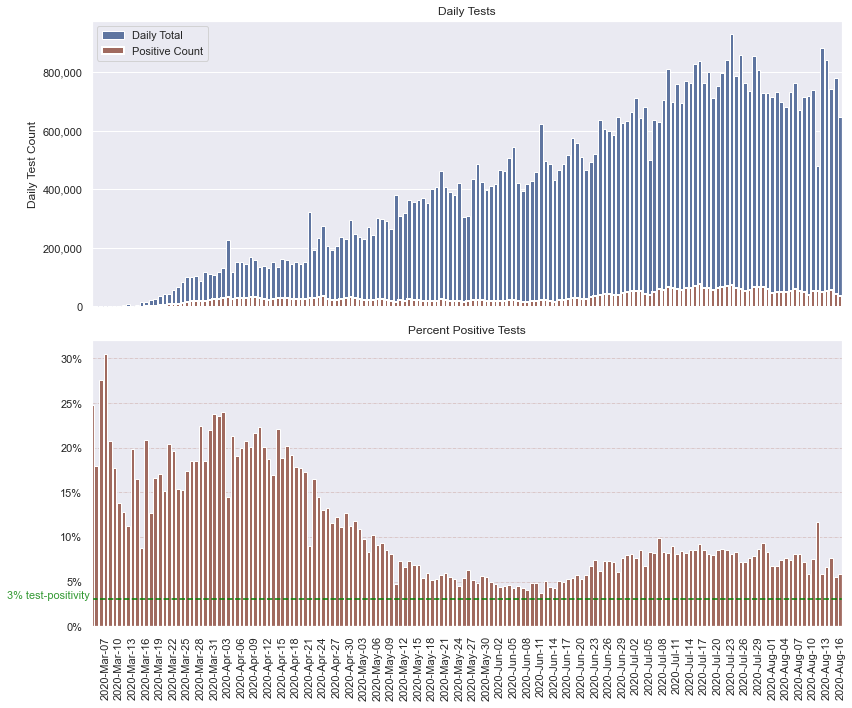 Daily Tests
Daily Total
Positive Count
Daily Test Count
800,000
600,000
400,000
200,000
0
Percent Positive Tests
30%
25%
20%
15%
10%
5%
3% test-positivity
0%
2020-Mar-07
2020-Mar-10
2020-Mar-13
2020-Mar-16
2020-Mar-19
2020-Mar-22
2020-Mar-25
2020-Mar-28
2020-Mar-31
2020-Apr-03
2020-Apr-06
2020-Apr-09
2020-Apr-12
2020-Apr-15
2020-Apr-18
2020-Apr-21
2020-Apr-24
2020-Apr-27
2020-Apr-30
2020-May-03
2020-May-06
2020-May-09
2020-May-12
2020-May-15
2020-May-18
2020-May-21
2020-May-24
2020-May-27
2020-May-30
2020-Jun-02
2020-Jun-05
2020-Jun-08
2020-Jun-11
2020-Jun-14
2020-Jun-17
2020-Jun-20
2020-Jun-23
2020-Jun-26
2020-Jun-29
2020-Jul-02
2020-Jul-05
2020-Jul-08
2020-Jul-11
2020-Jul-14
2020-Jul-17
2020-Jul-20
2020-Jul-23
2020-Jul-26
2020-Jul-29
2020-Aug-01
2020-Aug-04
2020-Aug-07
2020-Aug-10
2020-Aug-13
2020-Aug-16